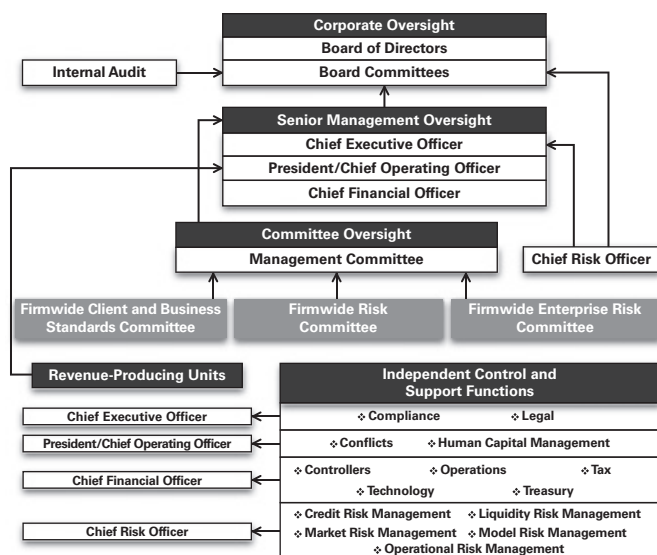 Corporate Oversight
Board of Directors
Internal Audit
Board Committees
Senior Management Oversight
Chief Executive Officer
President/Chief Operating Officer
Chief Financial Officer
Committee Oversight
Management Committee
Chief Risk Officer
Firmwide Client and Business
Standards Committee
Firmwide Risk
Committee
Firmwide Enterprise Risk
Committee
Revenue-Producing Units
Independent Control and
Support Functions
Chief Executive Officer
❖ Compliance ❖ Legal
President/Chief Operating Officer
❖ Conflicts ❖ Human Capital Management
Chief Financial Officer
❖ Controllers ❖ Operations ❖ Tax
❖ Technology ❖ Treasury
Chief Risk Officer
❖ Credit Risk Management ❖ Liquidity Risk Management
❖ Market Risk Management ❖ Model Risk Management
❖ Operational Risk Management